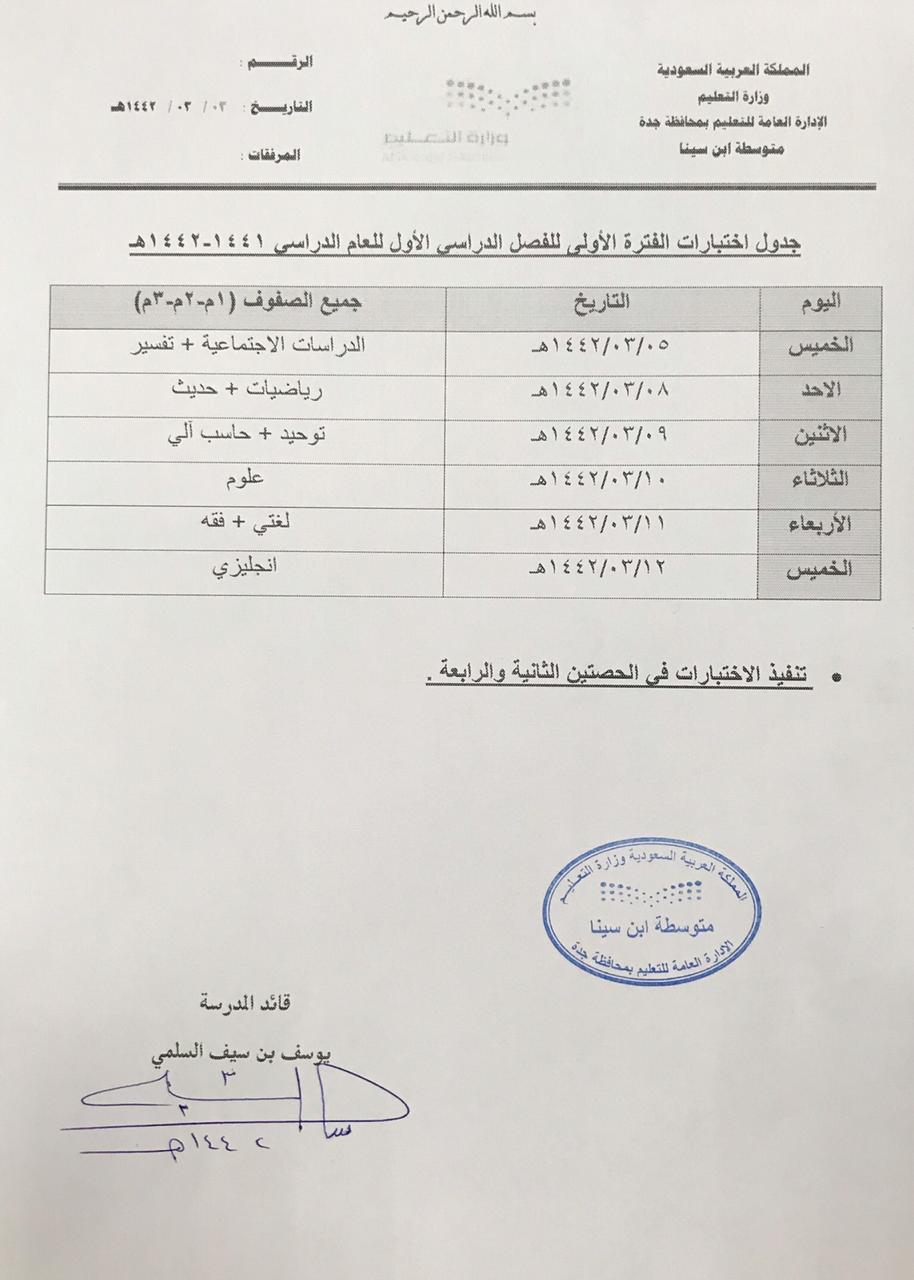 بسم الله الرحمن الرحيم
المملكة العربية السعودية
وزارة التعليم
الإدارة العامة للتعليم بمحافظة جدة
متوسطة ابن سينا
وزارة التعليم
الرقم :
التاريخ : ٠٣ / ٠٣ / ١٤٤٢هـ
المرفقات :
جدول اختبارات الفترة الأولى للفصل الدراسي الأول للعام الدراسي ١٤٤١-١٤٤٢هـ
اليوم التاريخ جميع الصفوف (١م-٢م-٣م)
الخميس ١٤٤٢/٠٣/٠٥هـ الدراسات الاجتماعية + تفسير
الاحد ١٤٤٢/٠٣/٠٨هـ رياضيات + حديث
الاثنين ١٤٤٢/٠٣/٠٩هـ توحيد + حاسب آلي
الثلاثاء ١٤٤٢/٠٣/١٠هـ علوم
الأربعاء ١٤٤٢/٠٣/١١هـ لغتي + فقه
الخميس ١٤٤٢/٠٣/١٢هـ انجليزي
• تنفيذ الاختبارات في الحصتين الثانية والرابعة .
المملكة العربية السعودية وزارة التعليم
متوسطة ابن سينا
الإدارة العامة للتعليم بمحافظة جدة
قائد المدرسة
يوسف بن سيف السلمي
٣
٣
١٤٤٢هـ